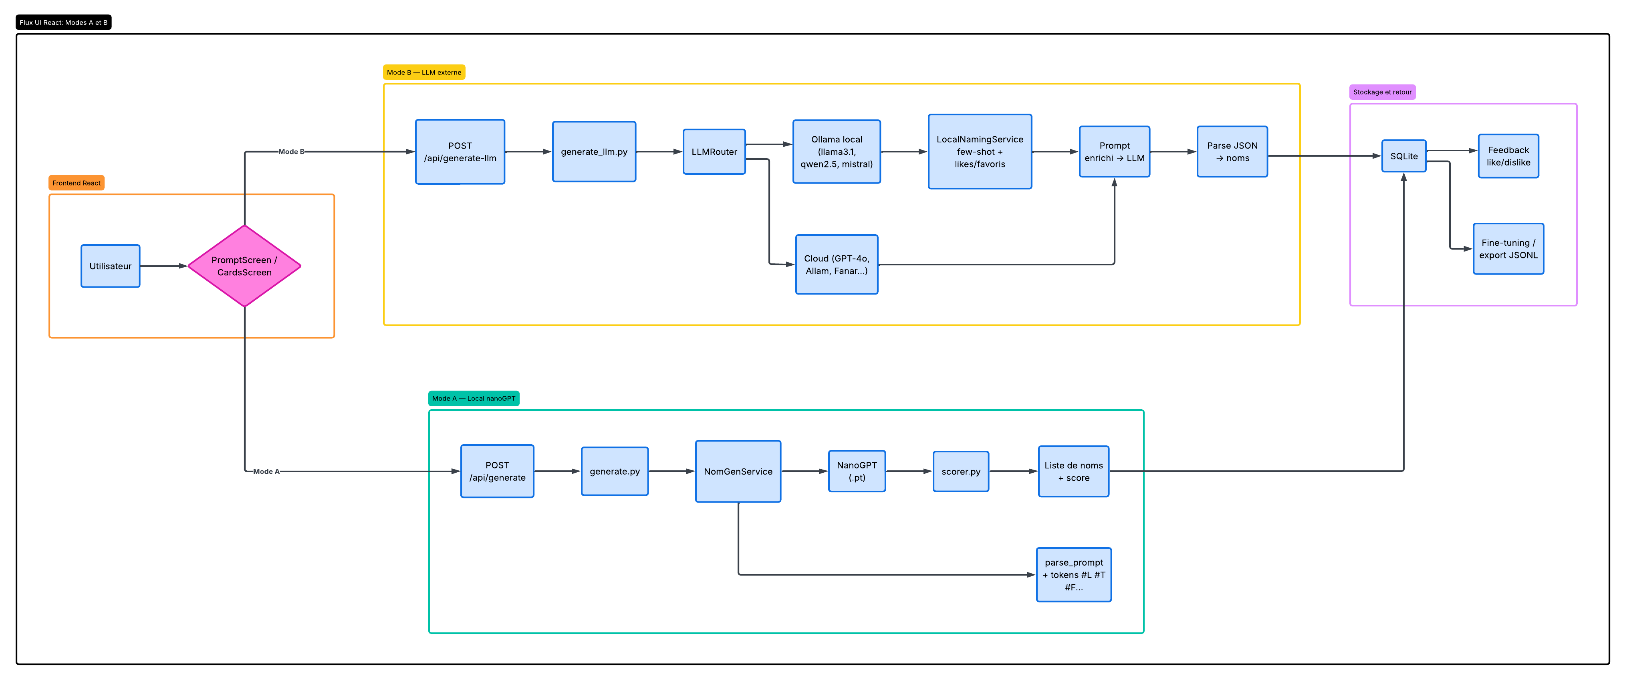 Flux UI React: Modes A et B
Mode B — LLM externe
Stockage et retour
POST
/api/generate-llm
generate_llm.py
LLMRouter
Ollama local
(llama3.1,
qwen2.5, mistral)
LocalNamingService
few-shot +
likes/favoris
Prompt
enrichi → LLM
Parse JSON
→ noms
SQLite
Feedback
like/dislike
Mode B
Frontend React
Utilisateur
PromptScreen /
CardsScreen
Cloud (GPT-4o,
Allam, Fanar...)
Fine-tuning /
export JSONL
Mode A — Local nanoGPT
Mode A
POST
/api/generate
generate.py
NomGenService
NanoGPT
(.pt)
scorer.py
Liste de noms
+ score
parse_prompt
+ tokens #L #T
#F...